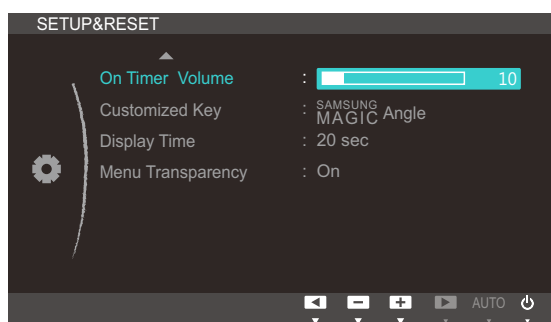 SETUP&RESET
On Timer Volume : 10
Customized Key : SAMSUNG MAGIC Angle
Display Time : 20 sec
Menu Transparency : On
AUTO